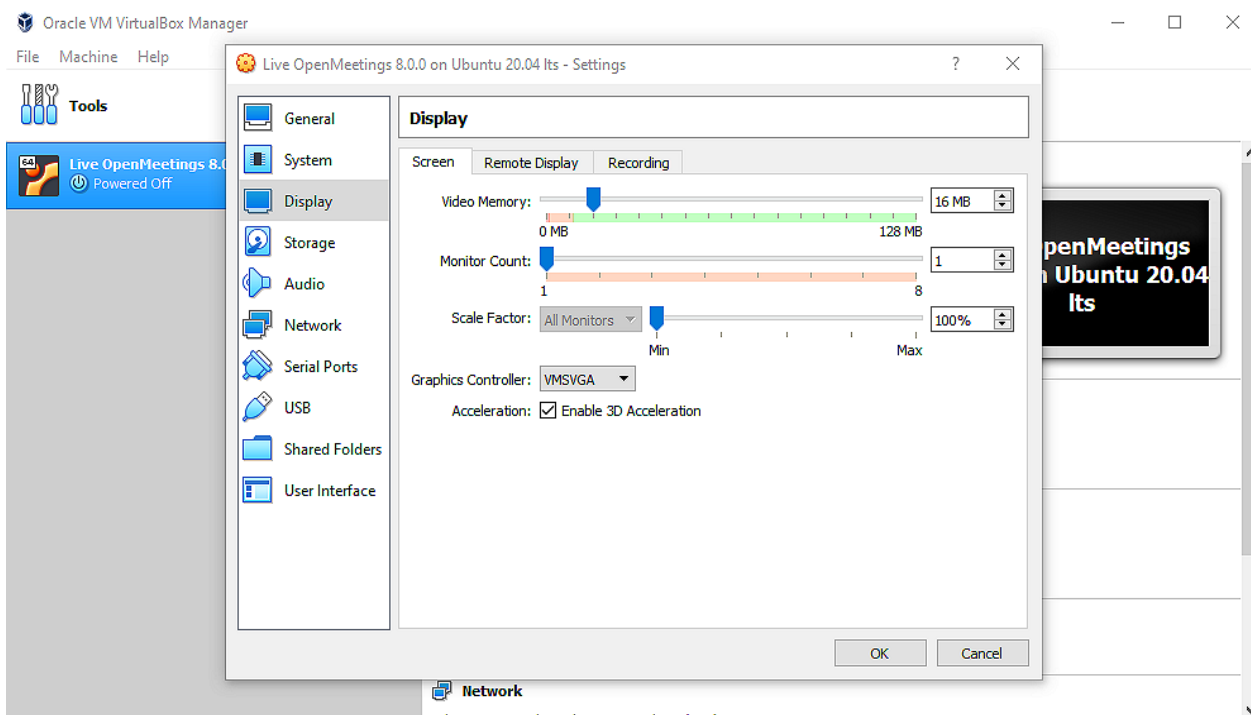 Oracle VM VirtualBox Manager
File Machine Help
Tools
64
Live OpenMeetings 8.0
Powered Off
Live OpenMeetings 8.0.0 on Ubuntu 20.04 lts - Settings
?
General
System
Display
Storage
Audio
Network
Serial Ports
USB
Shared Folders
User Interface
Display
Screen Remote Display Recording
Video Memory: 16 MB
0 MB 128 MB
Monitor Count: 1
1 8
Scale Factor: All Monitors 100%
Min Max
Graphics Controller: VMSVGA
Acceleration: Enable 3D Acceleration
OK Cancel
penMeetings
Ubuntu 20.04
lts
Network